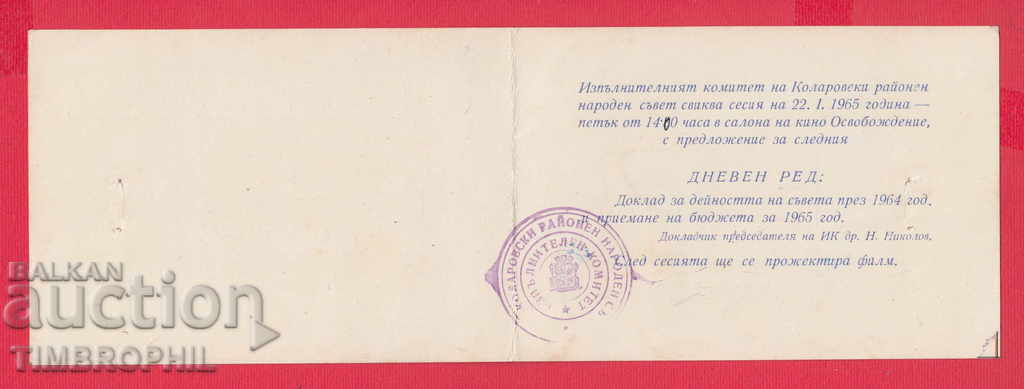 Изпълнителният комитет на Коларовски районен
народен съвет свиква сесия на 22. I. 1965 година —
петък от 14·00 часа в салона на кино Освобождение,
с предложение за следния
ДНЕВЕН РЕД:
Доклад за дейността на съвета през 1964 год.
и приемане на бюджета за 1965 год.
Докладчик председателя на ИК др. Н. Николов.
След сесията ще се прожектира филм.
КОЛАРОВСКИ РАЙОНЕН НАРОДЕН СЪ
ИЗПЪЛНИТЕЛЕН КОМИТЕТ
BALKAN
auction
TIMBROPHIL